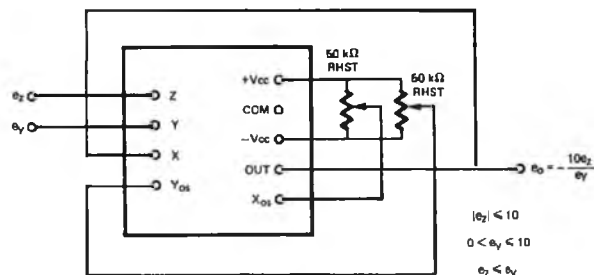 50 kΩ
RHST
50 kΩ
RHST
+Vcc
COM
−Vcc
OUT
Xos
ez
ey
Z
Y
X
Yos
eo = − 10ez / ey
|ez| ≤ 10
0 < ey ≤ 10
ez ≤ ey